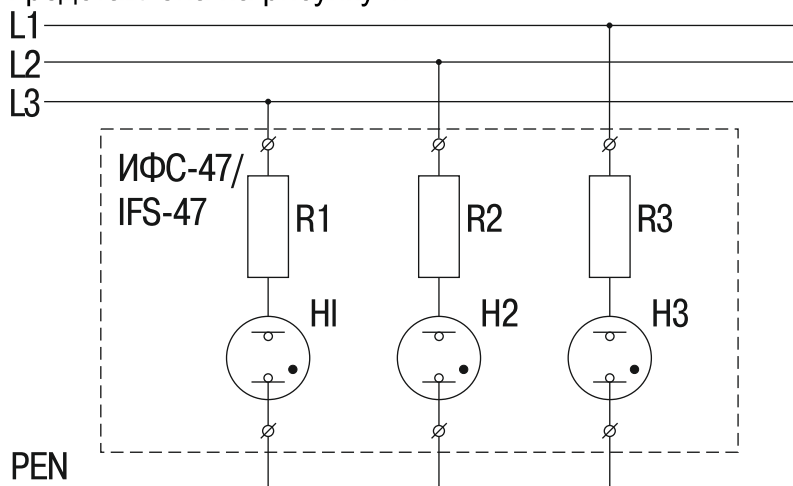 L1
L2
L3
ИФС-47/
IFS-47
R1
R2
R3
HI
H2
H3
PEN